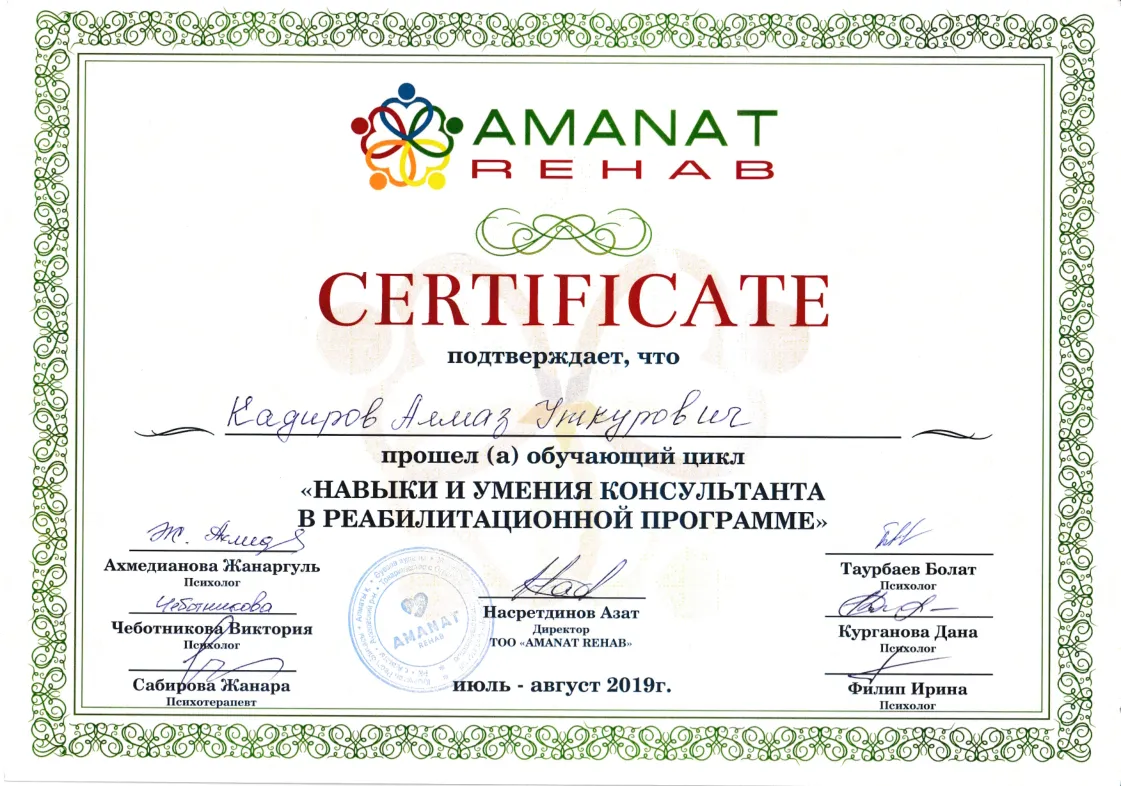 AMANAT
REHAB
CERTIFICATE
подтверждает, что
Кадиров Алмаз Уткурович
прошел (а) обучающий цикл
«НАВЫКИ И УМЕНИЯ КОНСУЛЬТАНТА
В РЕАБИЛИТАЦИОННОЙ ПРОГРАММЕ»
Ахмедианова Жанаргуль
Психолог
Чеботникова
Чеботникова Виктория
Психолог
Сабирова Жанара
Психотерапевт
AMANAT
REHAB
Насретдинов Азат
Директор
ТОО «AMANAT REHAB»
июль - август 2019г.
Таурбаев Болат
Психолог
Курганова Дана
Психолог
Филип Ирина
Психолог